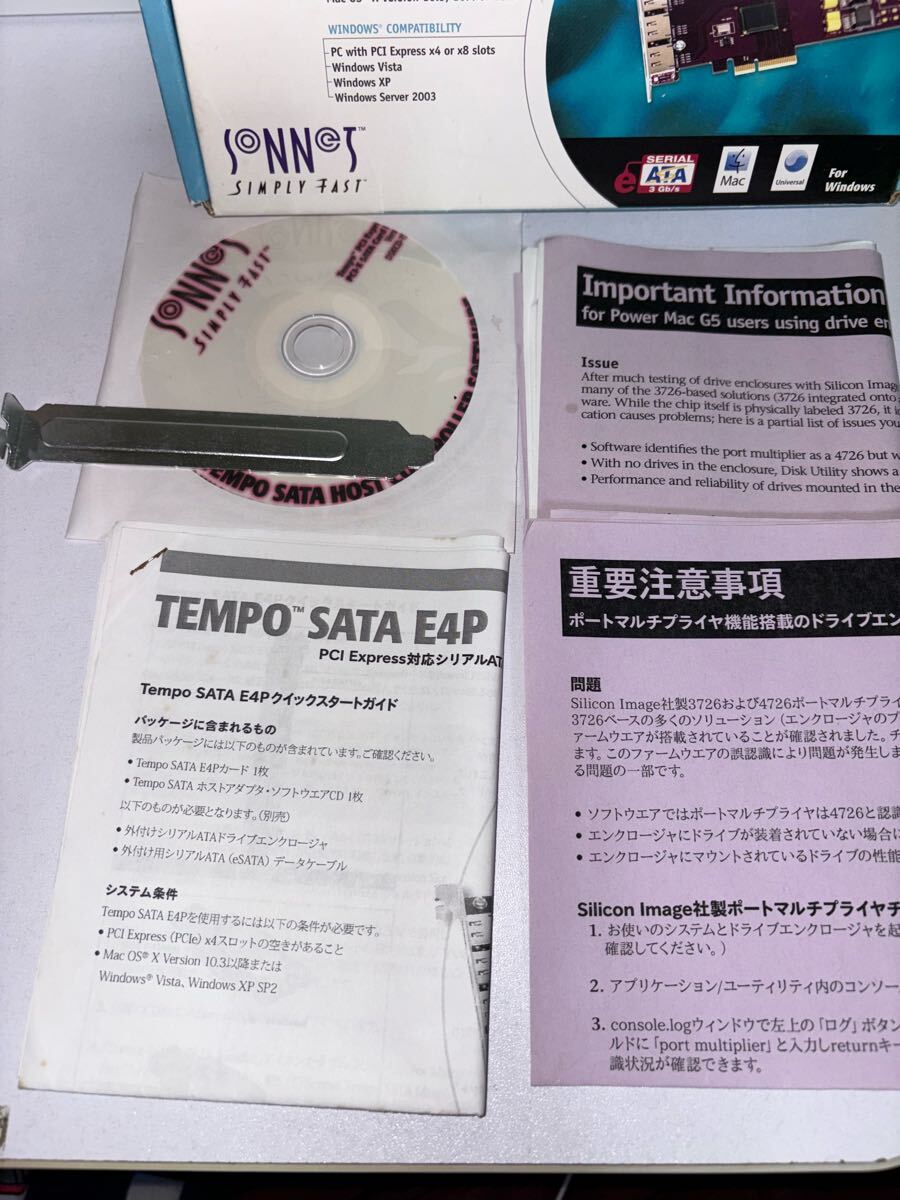 WINDOWS® COMPATIBILITY
PC with PCI Express x4 or x8 slots
Windows Vista
Windows XP
Windows Server 2003
SONNeT™
SIMPLY FAST™
e SERIAL
ATA
3 Gb/s
Mac
Universal
For
Windows
SONNeT
SIMPLY FAST™
TEMPO SATA HOST
Important Information
for Power Mac G5 users using drive en
Issue
After much testing of drive enclosures with Silicon Imag
many of the 3726-based solutions (3726 integrated onto
ware. While the chip itself is physically labeled 3726, it i
cation causes problems; here is a partial list of issues you
• Software identifies the port multiplier as a 4726 but w
• With no drives in the enclosure, Disk Utility shows a
• Performance and reliability of drives mounted in the
TEMPO™ SATA E4P
PCI Express対応シリアルAT
Tempo SATA E4Pクイックスタートガイド
パッケージに含まれるもの
製品パッケージには以下のものが含まれています。ご確認ください。
• Tempo SATA E4Pカード 1枚
• Tempo SATA ホストアダプタ・ソフトウエアCD 1枚
以下のものが必要となります。(別売)
• 外付けシリアルATAドライブエンクロージャ
• 外付け用シリアルATA (eSATA) データケーブル
システム条件
Tempo SATA E4Pを使用するには以下の条件が必要です。
• PCI Express (PCIe) x4スロットの空きがあること
• Mac OS® X Version 10.3以降または
Windows® Vista、Windows XP SP2
重要注意事項
ポートマルチプライヤ機能搭載のドライブエン
問題
Silicon Image社製3726および4726ポートマルチプライ
3726ベースの多くのソリューション (エンクロージャのブ
ァームウエアが搭載されていることが確認されました。チ
ます。このファームウエアの誤認識により問題が発生しま
る問題の一部です。
• ソフトウエアではポートマルチプライヤは4726と認識
• エンクロージャにドライブが装着されていない場合に
• エンクロージャにマウントされているドライブの性能
Silicon Image社製ポートマルチプライヤチ
1. お使いのシステムとドライブエンクロージャを起
確認してください。)
2. アプリケーション/ユーティリティ内のコンソー
3. console.logウィンドウで左上の「ログ」ボタン
ルドに「port multiplier」と入力しreturnキー
識状況が確認できます。